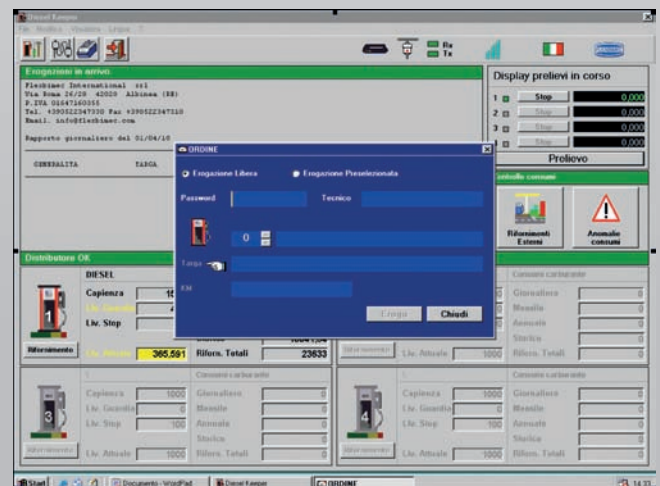 Diesel Keeper
File Modifica Visualizza Lingue ?
Rx
Tx
Erogazioni in arrivo
Display prelievi in corso
Flexbimec International srl
Via Roma 26/28 42020 Albinea (RE)
P.IVA 01647160355
Tel. +390522347330 Fax +390522347310
Email. info@flexbimec.com
Rapporto giornaliero del 01/04/10
GENERALITA TARGA
1 Stop 0,000
2 Stop 0,000
3 Stop 0,000
Stop 0,000
Prelievo
ORDINE
Erogazione Libera Erogazione Preselezionata
Password Tecnico
0
Targa
KM
Eroga Chiudi
Controllo consumi
Rifornimenti Esterni
Anomalie consumi
Distributore OK
DIESEL
1
Capienza
Liv. Guardia
Liv. Stop
Rifornimento
Liv. Attuale 365,591
Riforn. Totali 23633
Consumo carburante
Giornaliero 0
Mensile 0
Annuale 0
Storico 0
Liv. Attuale 1000 Riforn. Totali 0
Consumo carburante
3
Capienza 1000 Giornaliero 0
Liv. Guardia 0 Mensile 0
Liv. Stop 100 Annuale 0
Storico 0
Rifornimento Liv. Attuale 1000 Riforn. Totali 0
Consumo carburante
4
Capienza 1000 Giornaliero 0
Liv. Guardia 0 Mensile 0
Liv. Stop 100 Annuale 0
Storico 0
Rifornimento Liv. Attuale 1000 Riforn. Totali 0
Start Documento - WordPad Diesel Keeper ORDINE 14.33